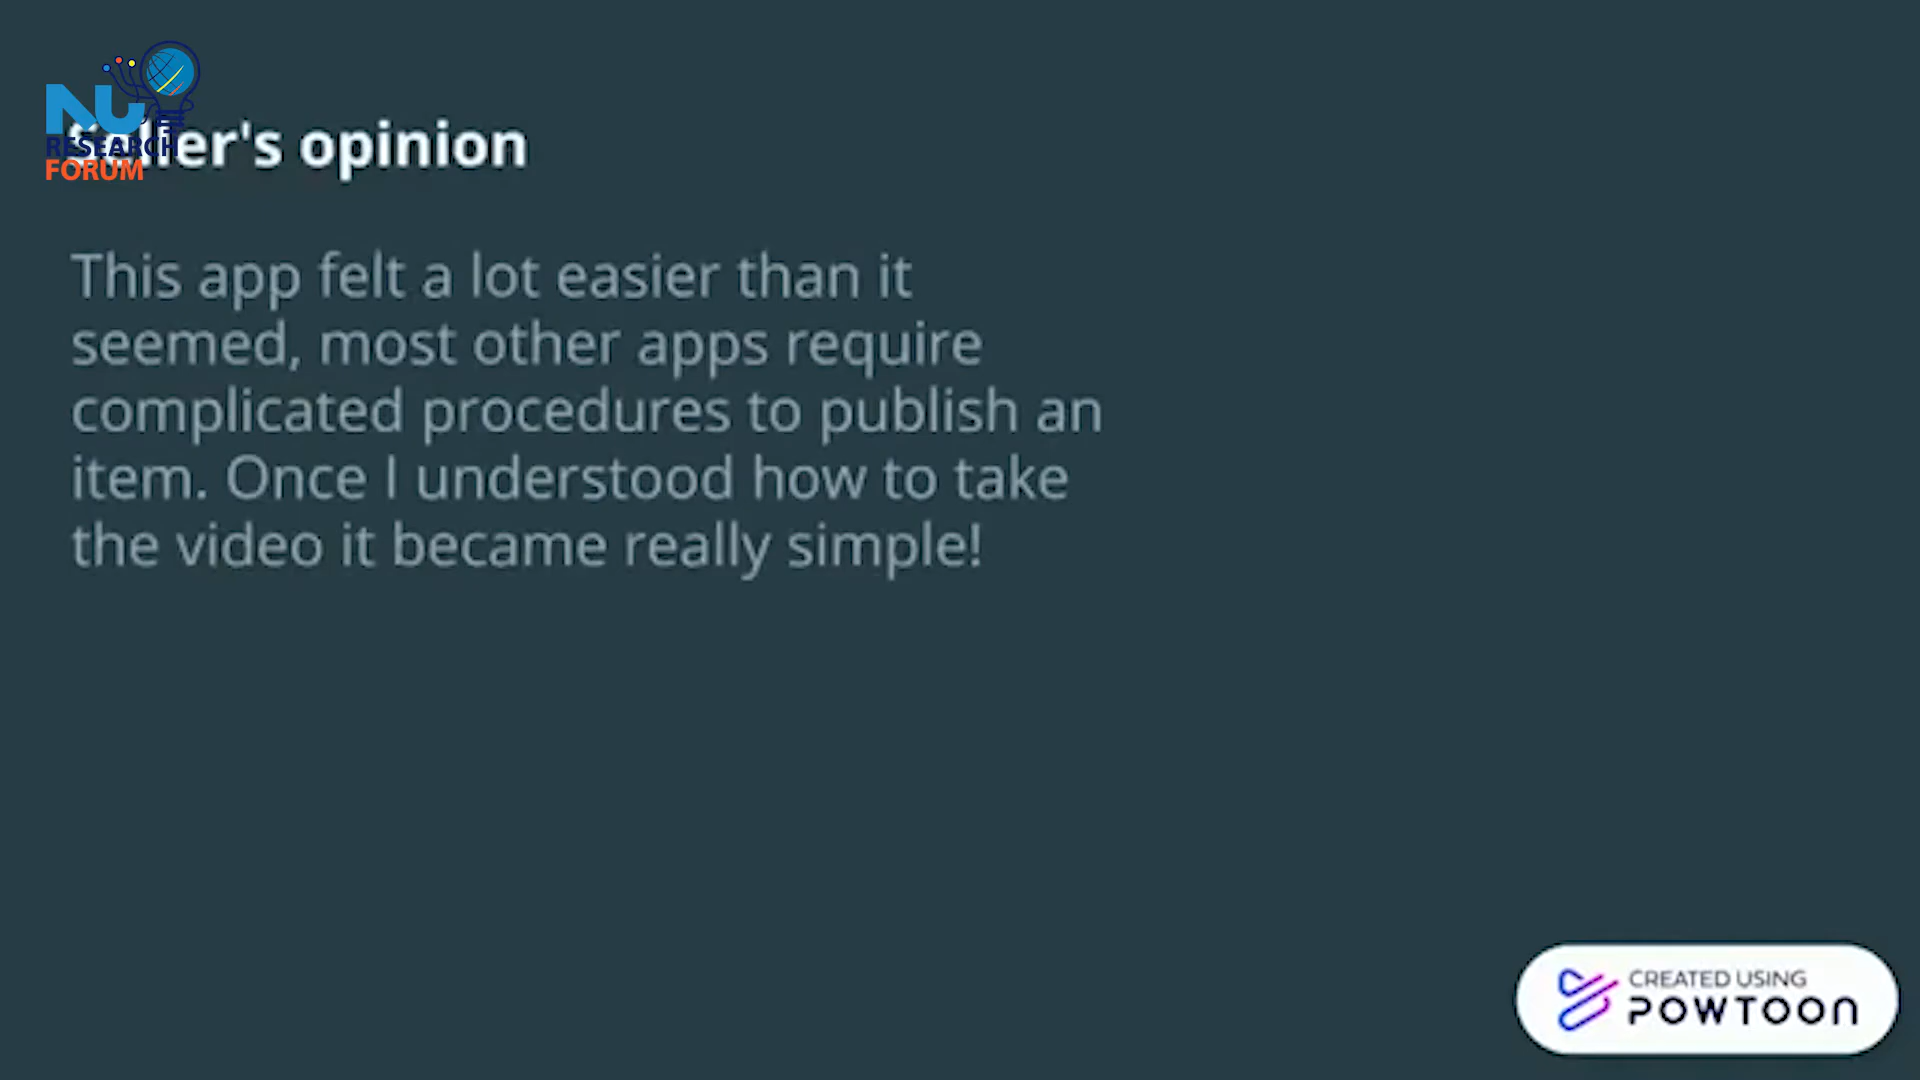 NU
RESEARCH
FORUM
Seller's opinion
This app felt a lot easier than it
seemed, most other apps require
complicated procedures to publish an
item. Once I understood how to take
the video it became really simple!
CREATED USING
POWTOON